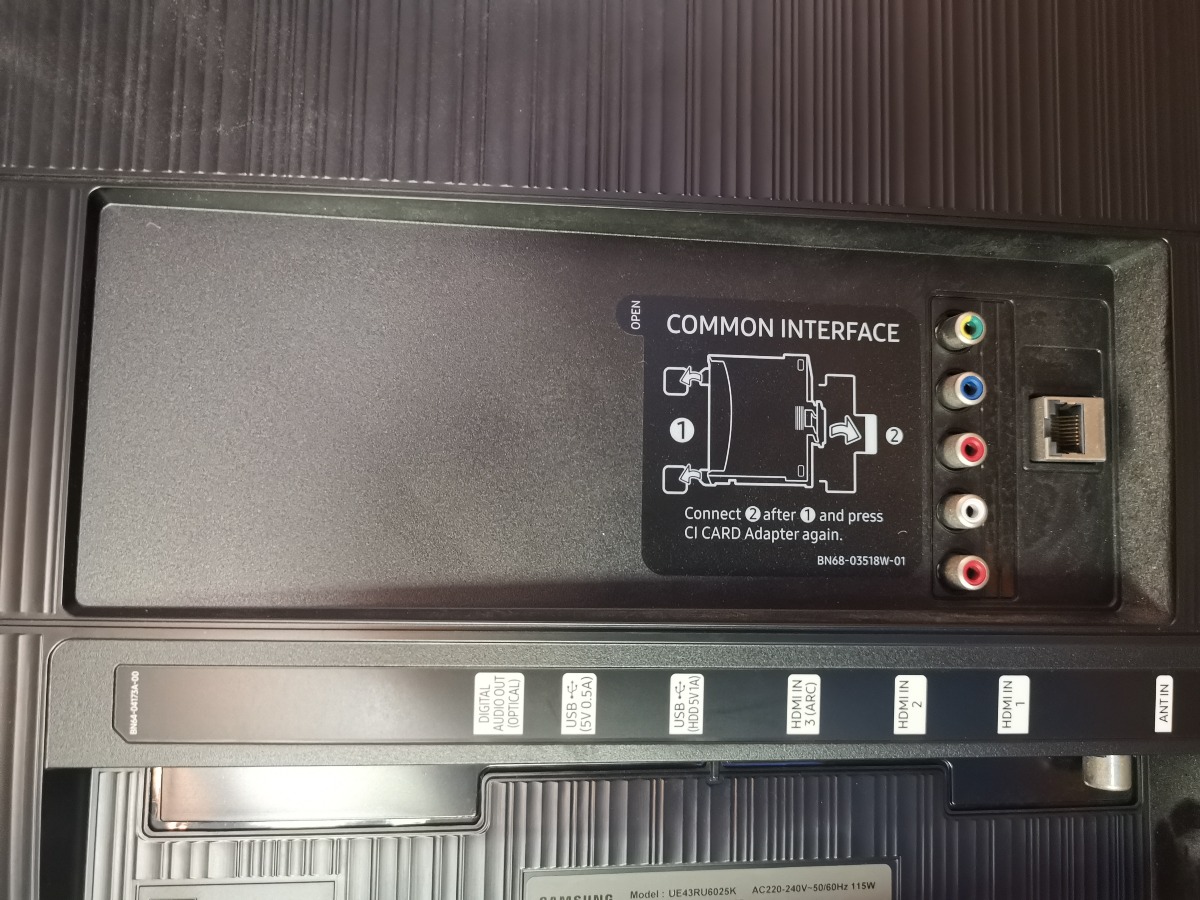 OPEN
COMMON INTERFACE
1
2
Connect 2 after 1 and press
CI CARD Adapter again.
BN68-03518W-01
BN64-04173A-00
DIGITAL
AUDIO OUT
(OPTICAL)
USB
(5V 0.5A)
USB
(HDD 5V 1A)
HDMI IN
3 (ARC)
HDMI IN
2
HDMI IN
1
ANT IN
SAMSUNG
Model : UE43RU6025K
AC220-240V~50/60Hz 115W